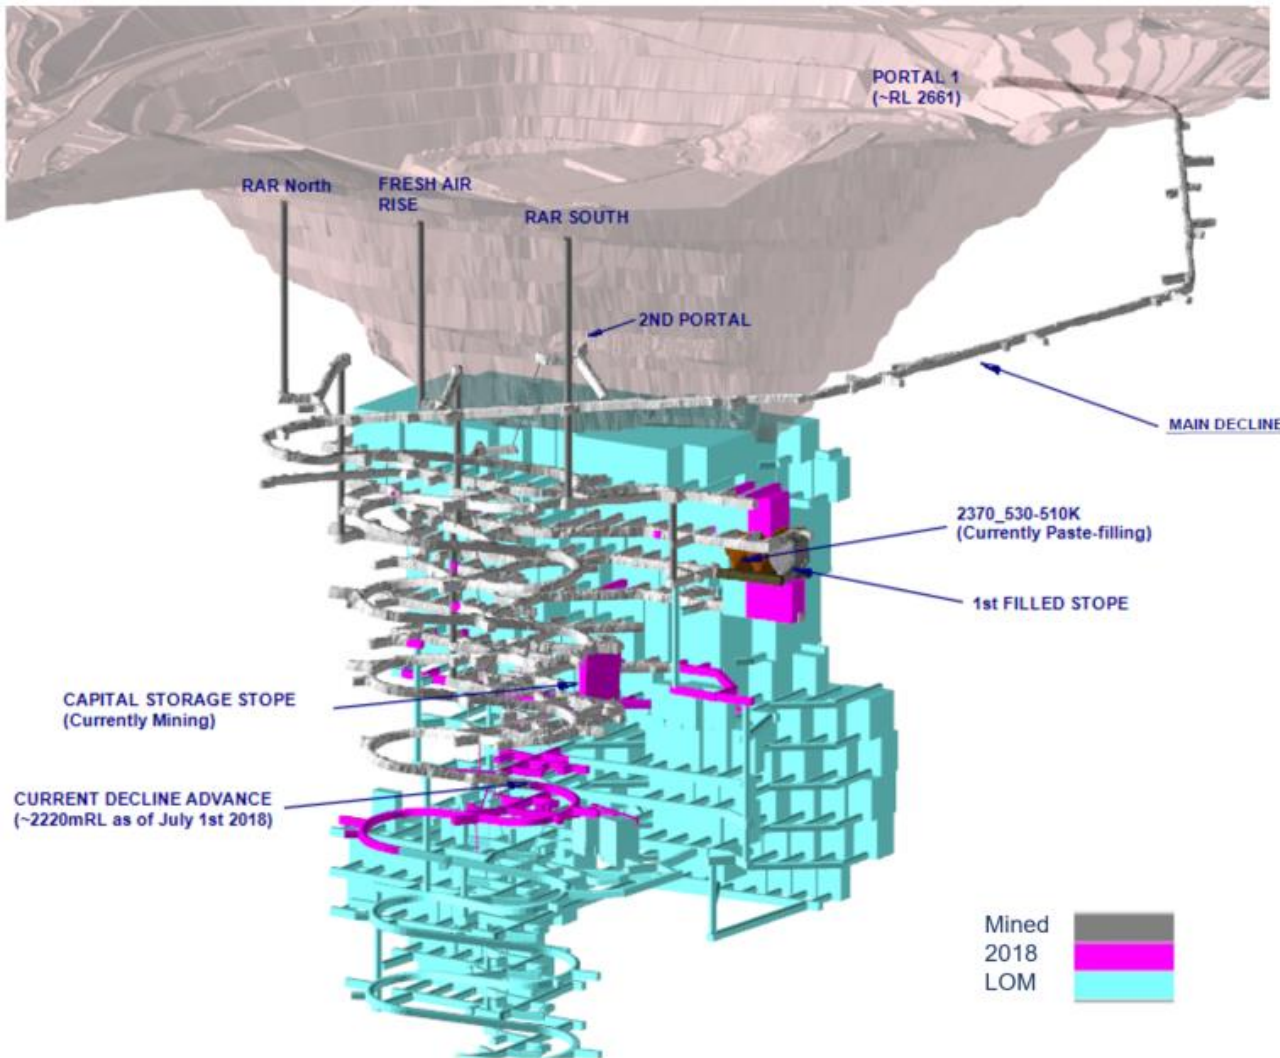 PORTAL 1
(~RL 2661)
RAR North
FRESH AIR
RISE
RAR SOUTH
2ND PORTAL
MAIN DECLINE
2370_530-510K
(Currently Paste-filling)
1st FILLED STOPE
CAPITAL STORAGE STOPE
(Currently Mining)
CURRENT DECLINE ADVANCE
(~2220mRL as of July 1st 2018)
Mined
2018
LOM